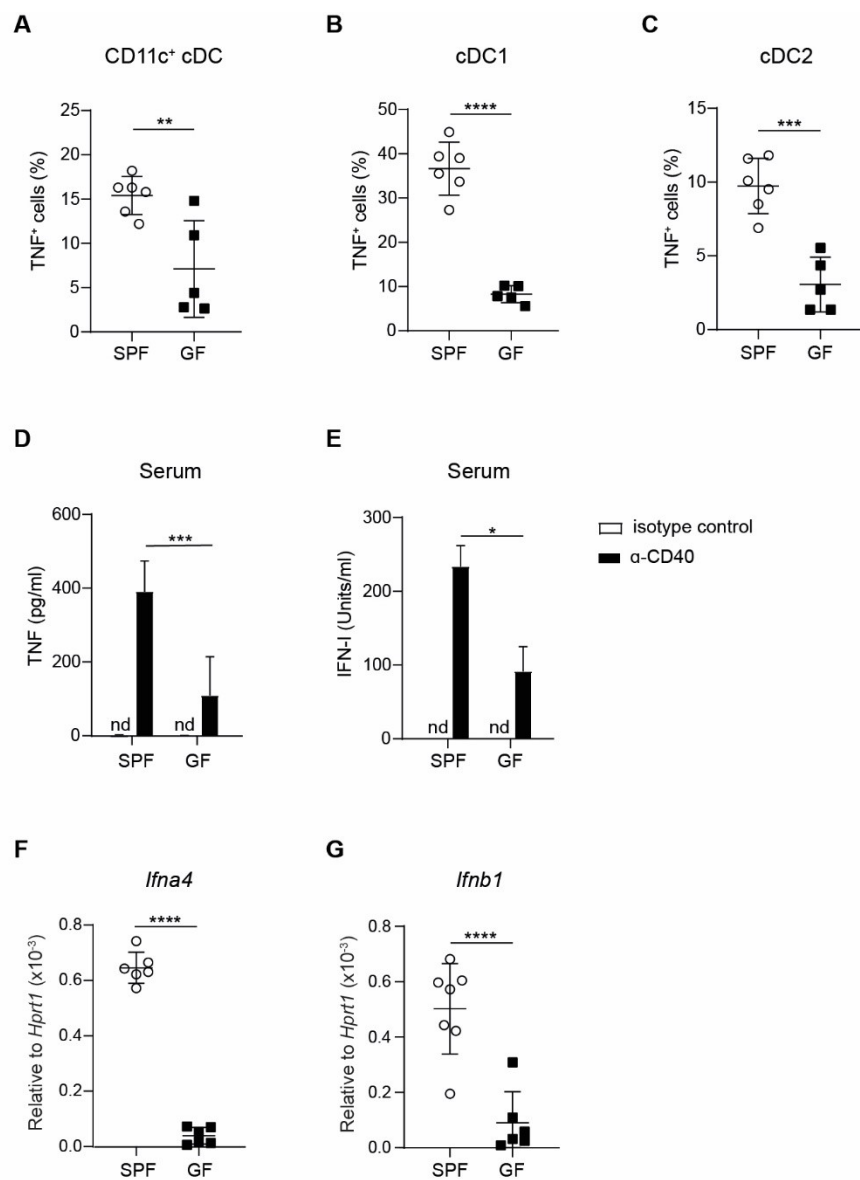 A
CD11c⁺ cDC
TNF⁺ cells (%)
25
20
15
10
5
0
**
SPF GF
B
cDC1
TNF⁺ cells (%)
50
40
30
20
10
0
****
SPF GF
C
cDC2
TNF⁺ cells (%)
15
10
5
0
***
SPF GF
D
Serum
TNF (pg/ml)
600
400
200
0
***
nd nd
SPF GF
E
Serum
IFN-I (Units/ml)
300
200
100
0
*
nd nd
SPF GF
isotype control
α-CD40
F
Ifna4
Relative to Hprt1 (x10⁻³)
0.8
0.6
0.4
0.2
0.0
****
SPF GF
G
Ifnb1
Relative to Hprt1 (x10⁻³)
0.8
0.6
0.4
0.2
0.0
****
SPF GF